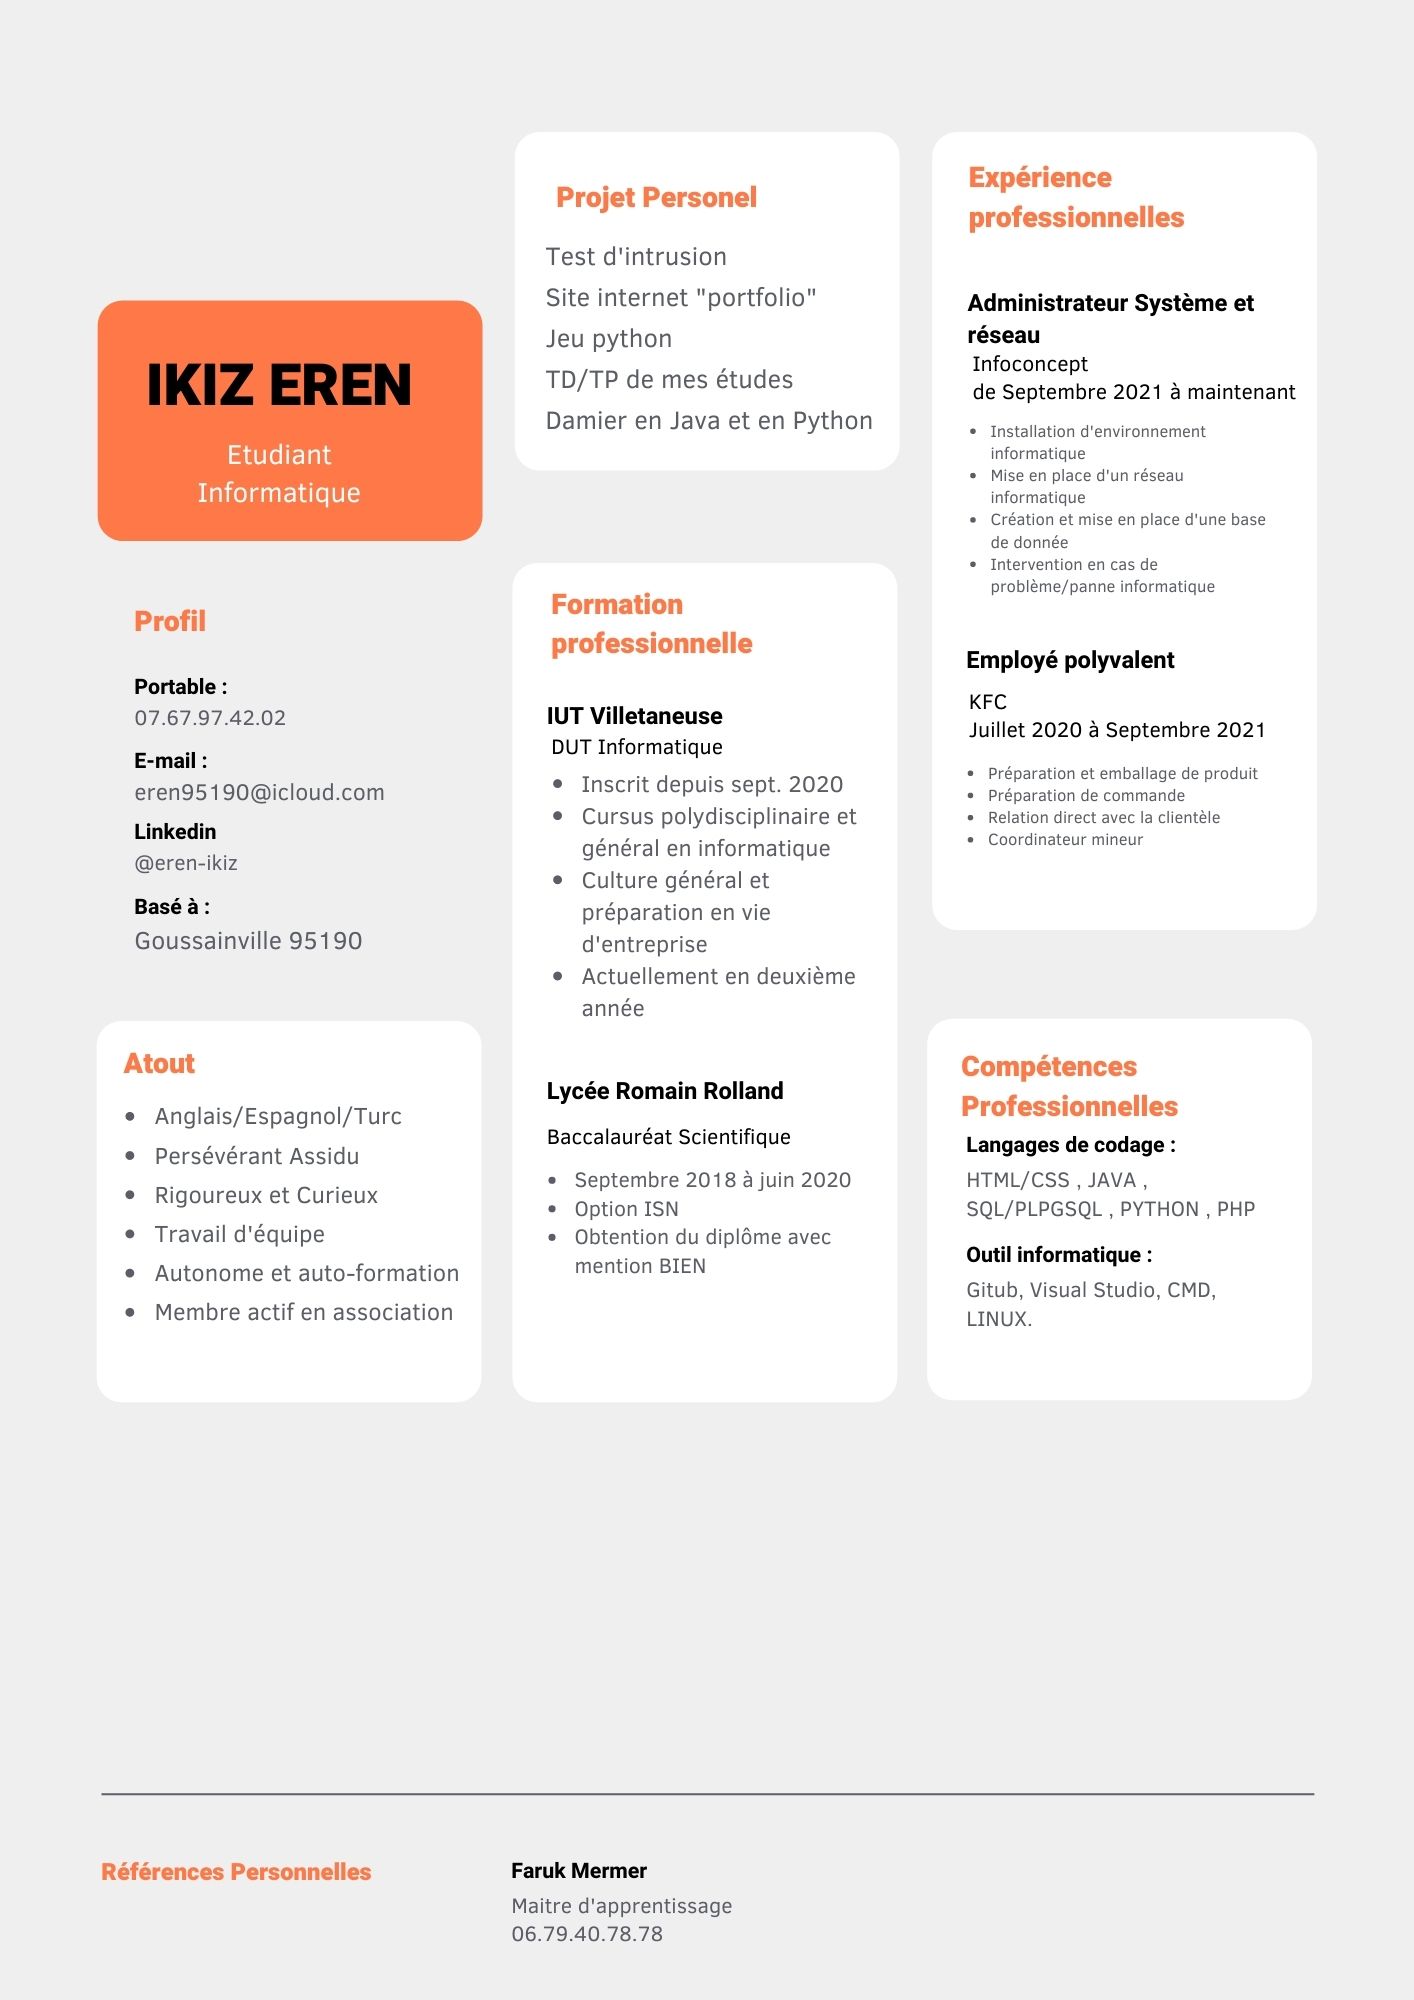 IKIZ EREN
Etudiant
Informatique
Profil
Portable :
07.67.97.42.02
E-mail :
eren95190@icloud.com
Linkedin
@eren-ikiz
Basé à :
Goussainville 95190
Atout
• Anglais/Espagnol/Turc
• Persévérant Assidu
• Rigoureux et Curieux
• Travail d'équipe
• Autonome et auto-formation
• Membre actif en association
Projet Personel
Test d'intrusion
Site internet "portfolio"
Jeu python
TD/TP de mes études
Damier en Java et en Python
Formation
professionnelle
IUT Villetaneuse
DUT Informatique
• Inscrit depuis sept. 2020
• Cursus polydisciplinaire et
général en informatique
• Culture général et
préparation en vie
d'entreprise
• Actuellement en deuxième
année
Lycée Romain Rolland
Baccalauréat Scientifique
• Septembre 2018 à juin 2020
• Option ISN
• Obtention du diplôme avec
mention BIEN
Expérience
professionnelles
Administrateur Système et
réseau
Infoconcept
de Septembre 2021 à maintenant
• Installation d'environnement
informatique
• Mise en place d'un réseau
informatique
• Création et mise en place d'une base
de donnée
• Intervention en cas de
problème/panne informatique
Employé polyvalent
KFC
Juillet 2020 à Septembre 2021
• Préparation et emballage de produit
• Préparation de commande
• Relation direct avec la clientèle
• Coordinateur mineur
Compétences
Professionnelles
Langages de codage :
HTML/CSS , JAVA ,
SQL/PLPGSQL , PYTHON , PHP
Outil informatique :
Gitub, Visual Studio, CMD,
LINUX.
Références Personnelles
Faruk Mermer
Maitre d'apprentissage
06.79.40.78.78